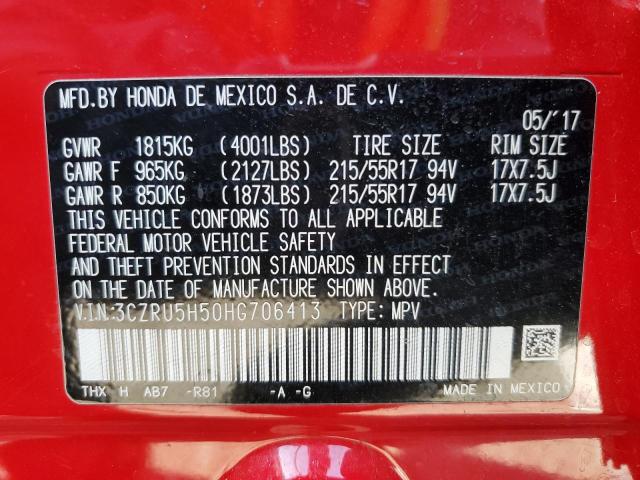 MFD.BY HONDA DE MEXICO S.A. DE C.V.
05/'17
GVWR 1815KG (4001LBS) TIRE SIZE RIM SIZE
GAWR F 965KG (2127LBS) 215/55R17 94V 17X7.5J
GAWR R 850KG (1873LBS) 215/55R17 94V 17X7.5J
THIS VEHICLE CONFORMS TO ALL APPLICABLE
FEDERAL MOTOR VEHICLE SAFETY
AND THEFT PREVENTION STANDARDS IN EFFECT
ON THE DATE OF MANUFACTURE SHOWN ABOVE.
V.I.N:3CZRU5H50HG706413 TYPE: MPV
THX H AB7 -R81 -A -G
MADE IN MEXICO